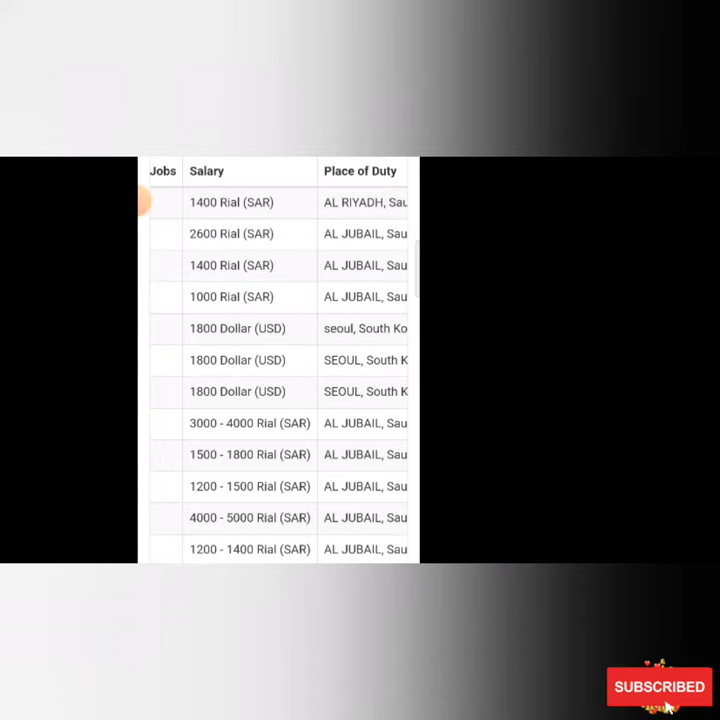 Jobs Salary Place of Duty
1400 Rial (SAR) AL RIYADH, Sau
2600 Rial (SAR) AL JUBAIL, Sau
1400 Rial (SAR) AL JUBAIL, Sau
1000 Rial (SAR) AL JUBAIL, Sau
1800 Dollar (USD) seoul, South Ko
1800 Dollar (USD) SEOUL, South K
1800 Dollar (USD) SEOUL, South K
3000 - 4000 Rial (SAR) AL JUBAIL, Sau
1500 - 1800 Rial (SAR) AL JUBAIL, Sau
1200 - 1500 Rial (SAR) AL JUBAIL, Sau
4000 - 5000 Rial (SAR) AL JUBAIL, Sau
1200 - 1400 Rial (SAR) AL JUBAIL, Sau
SUBSCRIBED